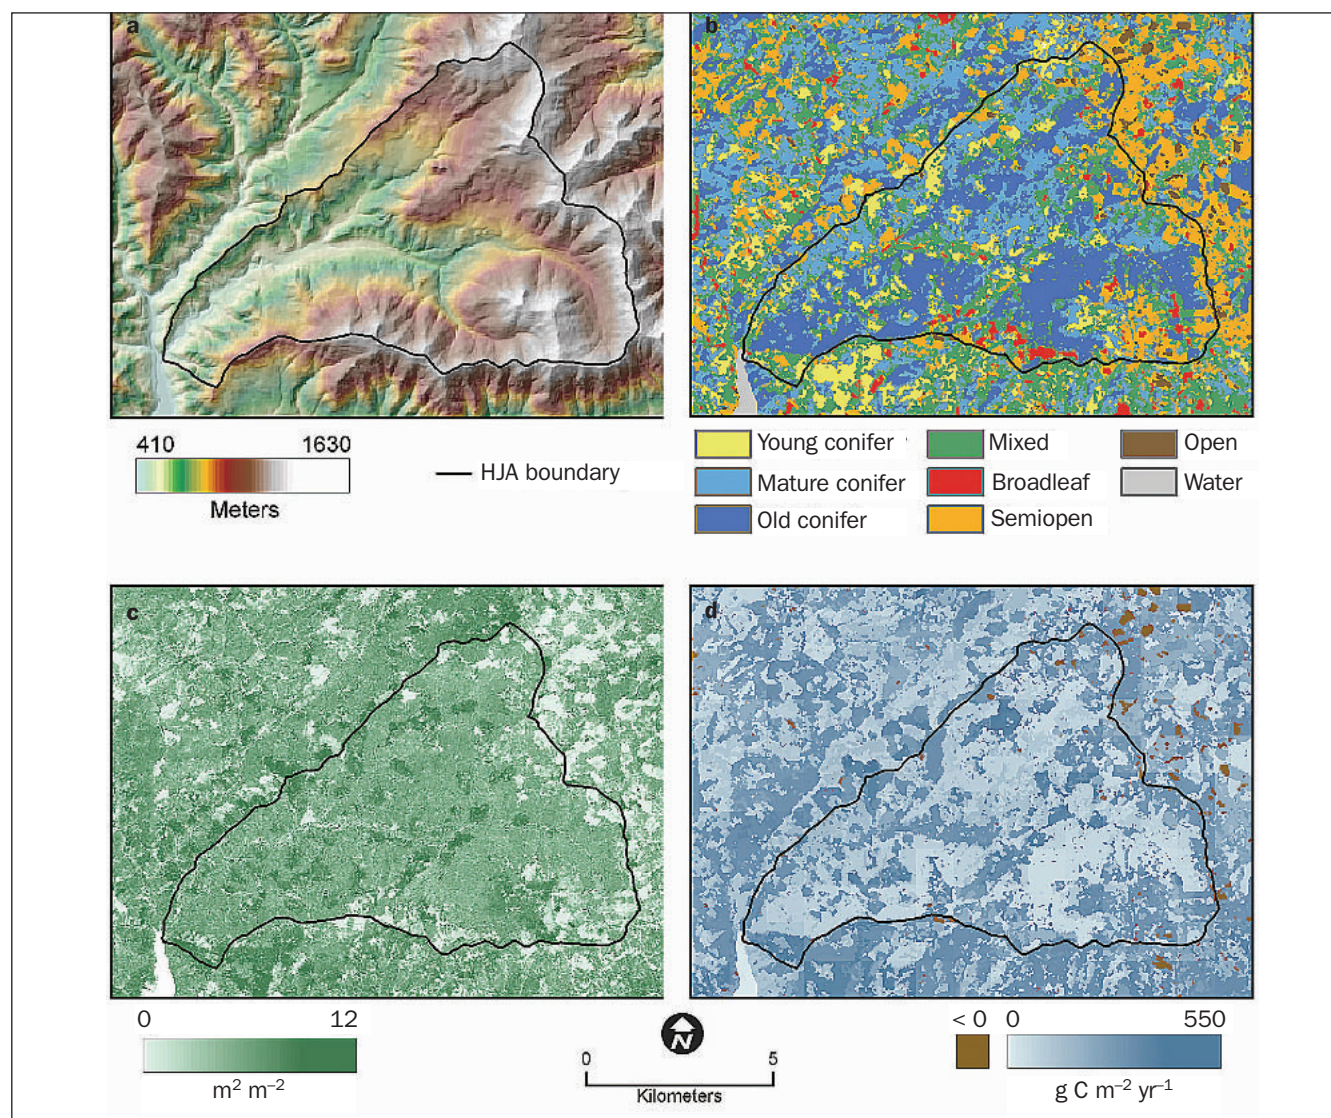 a
b
410 1630
Meters
HJA boundary
Young conifer
Mixed
Open
Mature conifer
Broadleaf
Water
Old conifer
Semiopen
c
d
0 12
m² m⁻²
N
0 5
Kilometers
< 0 0 550
g C m⁻² yr⁻¹